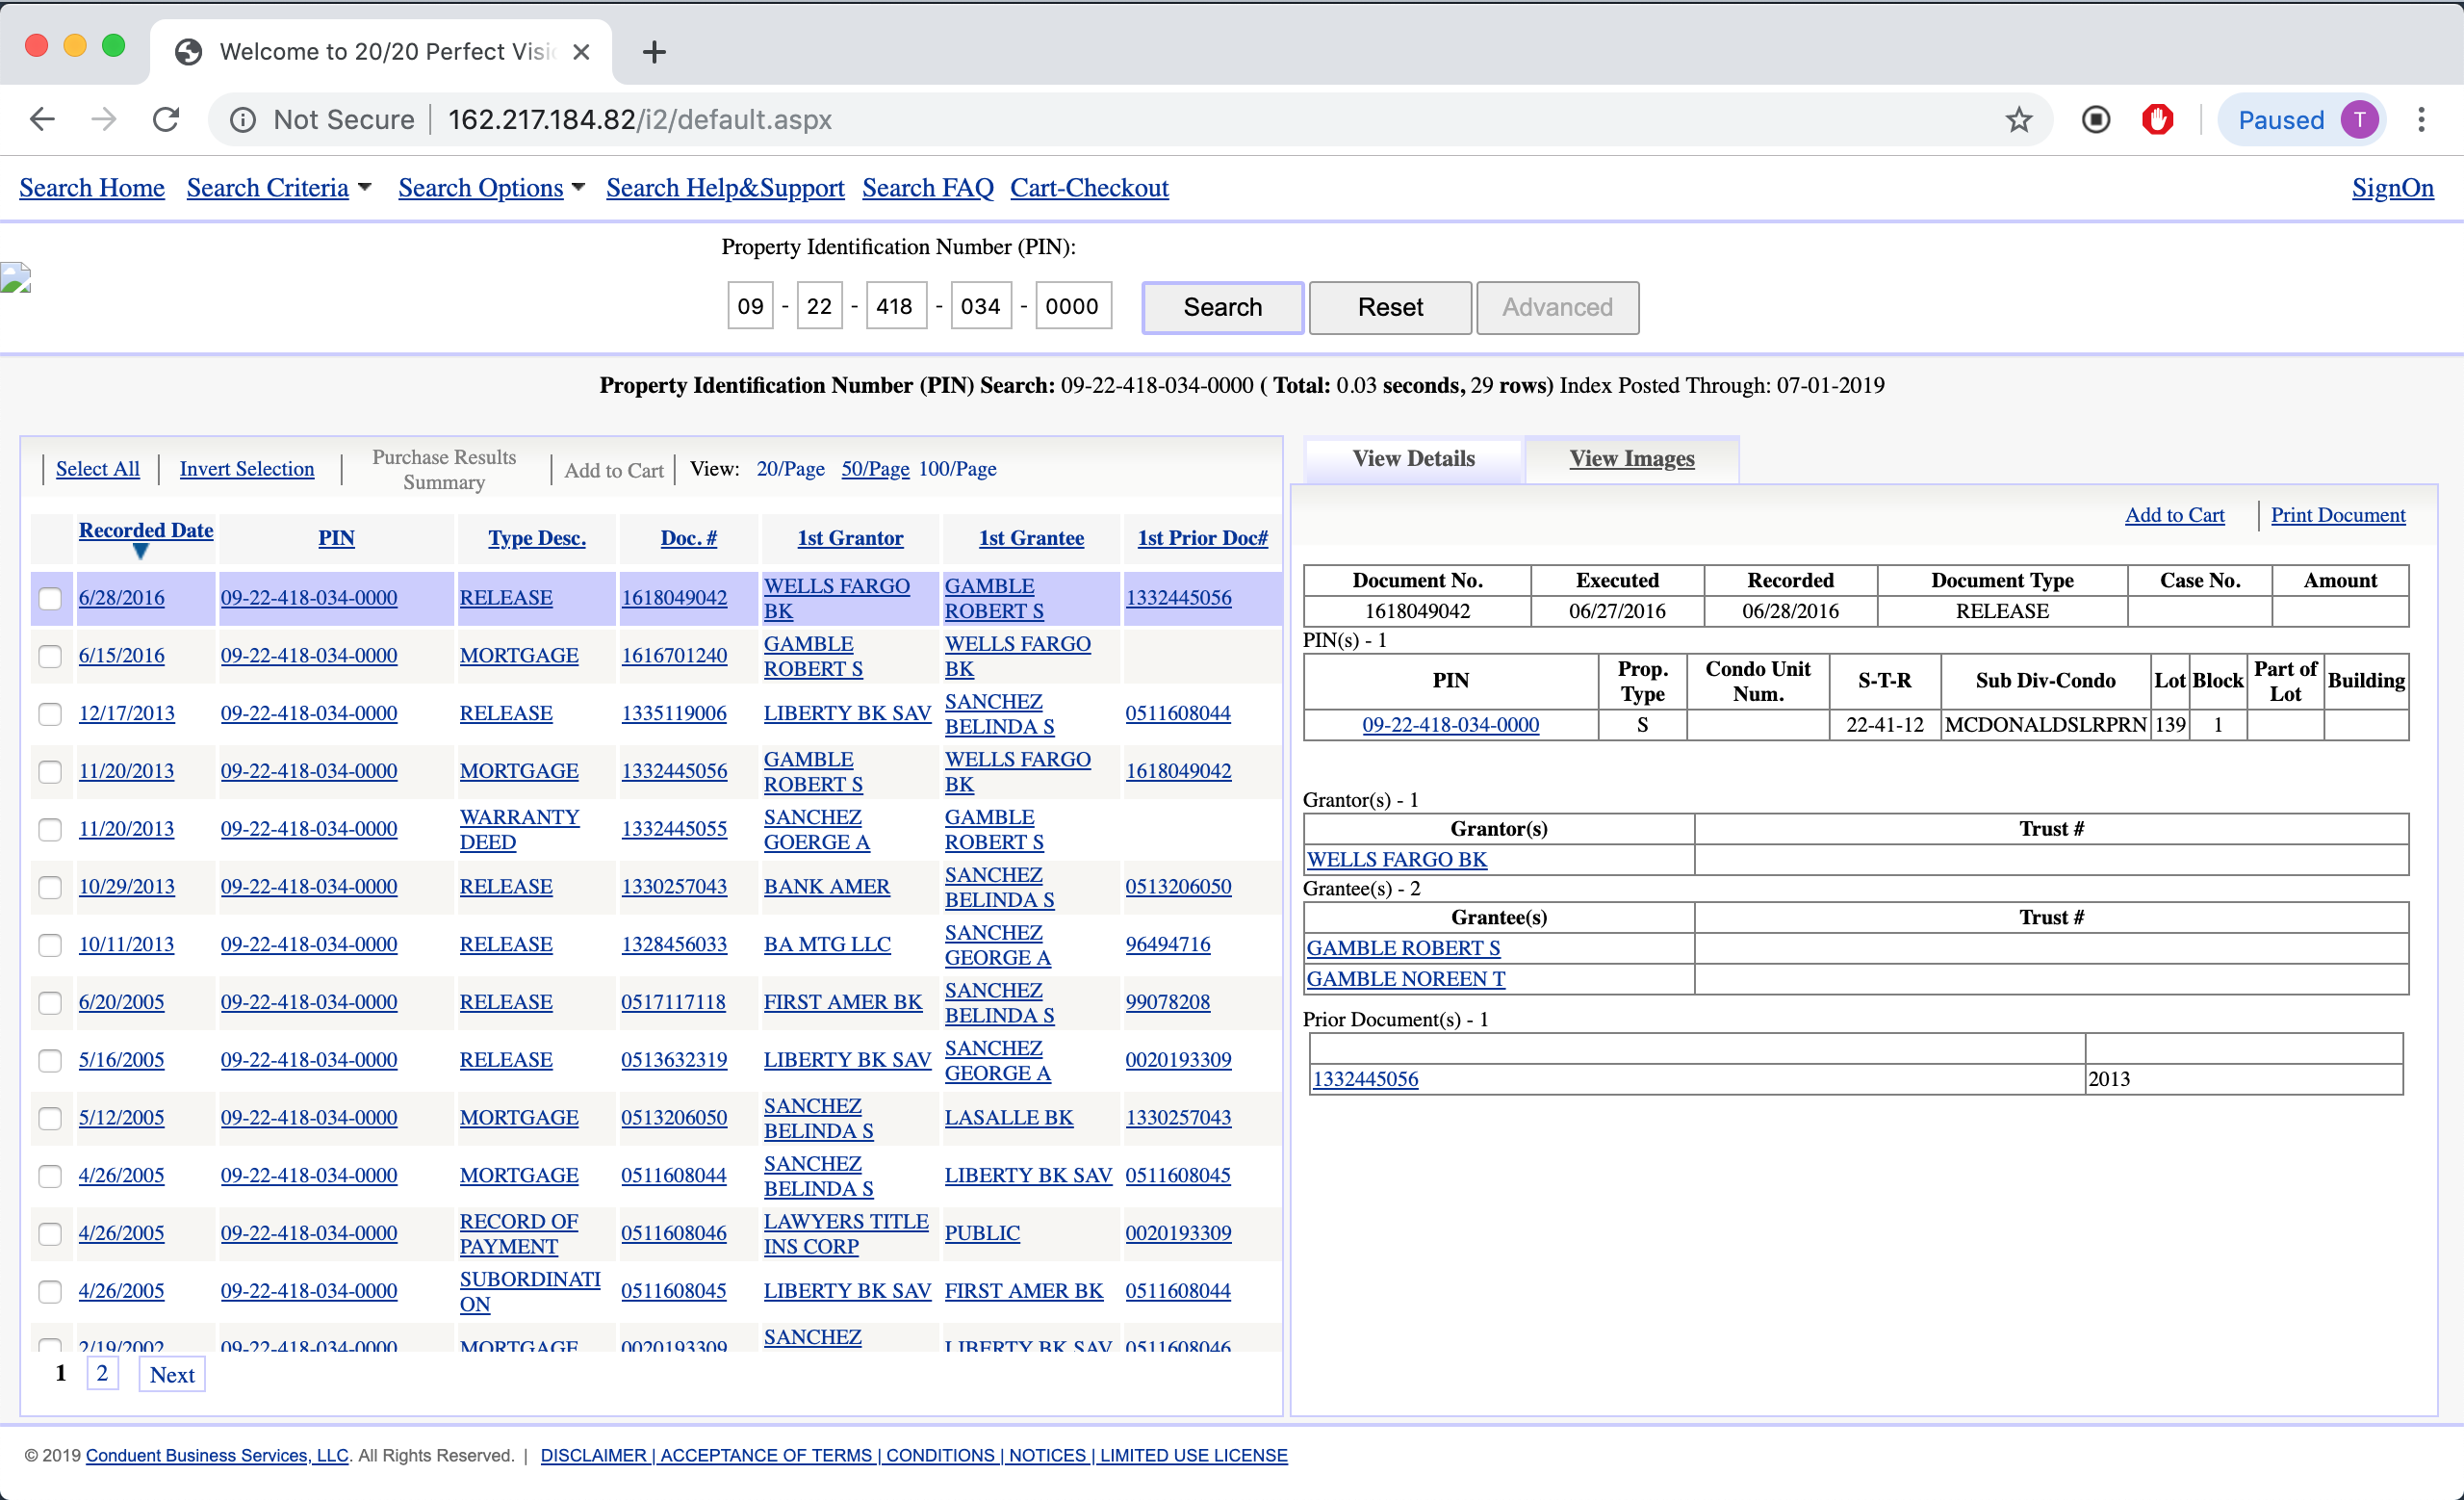 Welcome to 20/20 Perfect Visi
Not Secure | 162.217.184.82/i2/default.aspx
Paused T
Search Home Search Criteria Search Options Search Help&Support Search FAQ Cart-Checkout SignOn
Property Identification Number (PIN):
09 - 22 - 418 - 034 - 0000 Search Reset Advanced
Property Identification Number (PIN) Search: 09-22-418-034-0000 ( Total: 0.03 seconds, 29 rows) Index Posted Through: 07-01-2019
Select All Invert Selection Purchase Results Summary Add to Cart View: 20/Page 50/Page 100/Page
Recorded Date PIN Type Desc. Doc. # 1st Grantor 1st Grantee 1st Prior Doc#
6/28/2016 09-22-418-034-0000 RELEASE 1618049042 WELLS FARGO BK GAMBLE ROBERT S 1332445056
6/15/2016 09-22-418-034-0000 MORTGAGE 1616701240 GAMBLE ROBERT S WELLS FARGO BK
12/17/2013 09-22-418-034-0000 RELEASE 1335119006 LIBERTY BK SAV SANCHEZ BELINDA S 0511608044
11/20/2013 09-22-418-034-0000 MORTGAGE 1332445056 GAMBLE ROBERT S WELLS FARGO BK 1618049042
11/20/2013 09-22-418-034-0000 WARRANTY DEED 1332445055 SANCHEZ GOERGE A GAMBLE ROBERT S
10/29/2013 09-22-418-034-0000 RELEASE 1330257043 BANK AMER SANCHEZ BELINDA S 0513206050
10/11/2013 09-22-418-034-0000 RELEASE 1328456033 BA MTG LLC SANCHEZ GEORGE A 96494716
6/20/2005 09-22-418-034-0000 RELEASE 0517117118 FIRST AMER BK SANCHEZ BELINDA S 99078208
5/16/2005 09-22-418-034-0000 RELEASE 0513632319 LIBERTY BK SAV SANCHEZ GEORGE A 0020193309
5/12/2005 09-22-418-034-0000 MORTGAGE 0513206050 SANCHEZ BELINDA S LASALLE BK 1330257043
4/26/2005 09-22-418-034-0000 MORTGAGE 0511608044 SANCHEZ BELINDA S LIBERTY BK SAV 0511608045
4/26/2005 09-22-418-034-0000 RECORD OF PAYMENT 0511608046 LAWYERS TITLE INS CORP PUBLIC 0020193309
4/26/2005 09-22-418-034-0000 SUBORDINATI ON 0511608045 LIBERTY BK SAV FIRST AMER BK 0511608044
2/19/2002 09-22-418-034-0000 MORTGAGE 0020193309 SANCHEZ LIBERTY BK SAV 0511608046
1 2 Next
View Details View Images
Add to Cart Print Document
Document No. Executed Recorded Document Type Case No. Amount
1618049042 06/27/2016 06/28/2016 RELEASE
PIN(s) - 1
PIN Prop. Type Condo Unit Num. S-T-R Sub Div-Condo Lot Block Part of Lot Building
09-22-418-034-0000 S 22-41-12 MCDONALDSLRPRN 139 1
Grantor(s) - 1
Grantor(s) Trust #
WELLS FARGO BK
Grantee(s) - 2
Grantee(s) Trust #
GAMBLE ROBERT S
GAMBLE NOREEN T
Prior Document(s) - 1
1332445056 2013
© 2019 Conduent Business Services, LLC. All Rights Reserved. | DISCLAIMER | ACCEPTANCE OF TERMS | CONDITIONS | NOTICES | LIMITED USE LICENSE